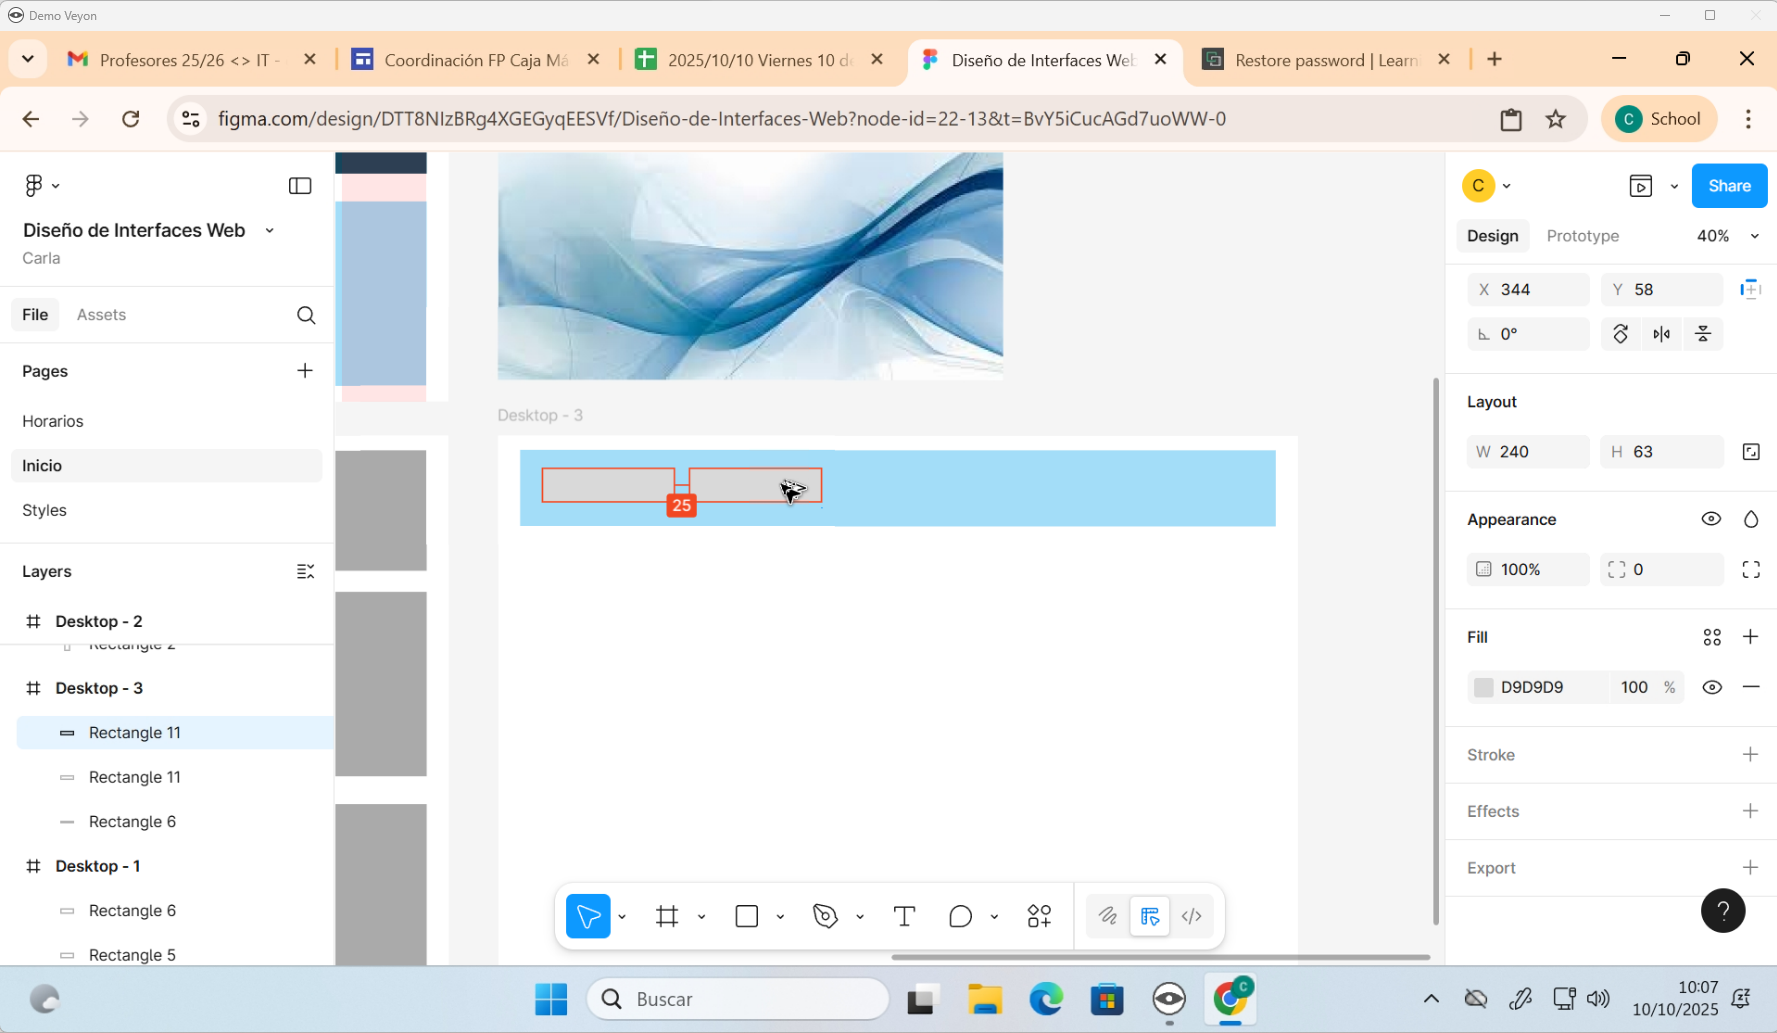 Demo Veyon
Profesores 25/26 <> IT -
Coordinación FP Caja Má
2025/10/10 Viernes 10 d
Diseño de Interfaces Web
Restore password | Learn
figma.com/design/DTT8NIzBRg4XGEGyqEESVf/Diseño-de-Interfaces-Web?node-id=22-13&t=BvY5iCucAGd7uoWW-0
C School
Diseño de Interfaces Web
Carla
File Assets
Pages
Horarios
Inicio
Styles
Layers
Desktop - 2
Rectangle 2
Desktop - 3
Rectangle 11
Rectangle 11
Rectangle 6
Desktop - 1
Rectangle 6
Rectangle 5
Desktop - 3
25
C
Share
Design Prototype 40%
X 344 Y 58
0°
Layout
W 240 H 63
Appearance
100% 0
Fill
D9D9D9 100 %
Stroke
Effects
Export
?
Buscar
C
10:07
10/10/2025